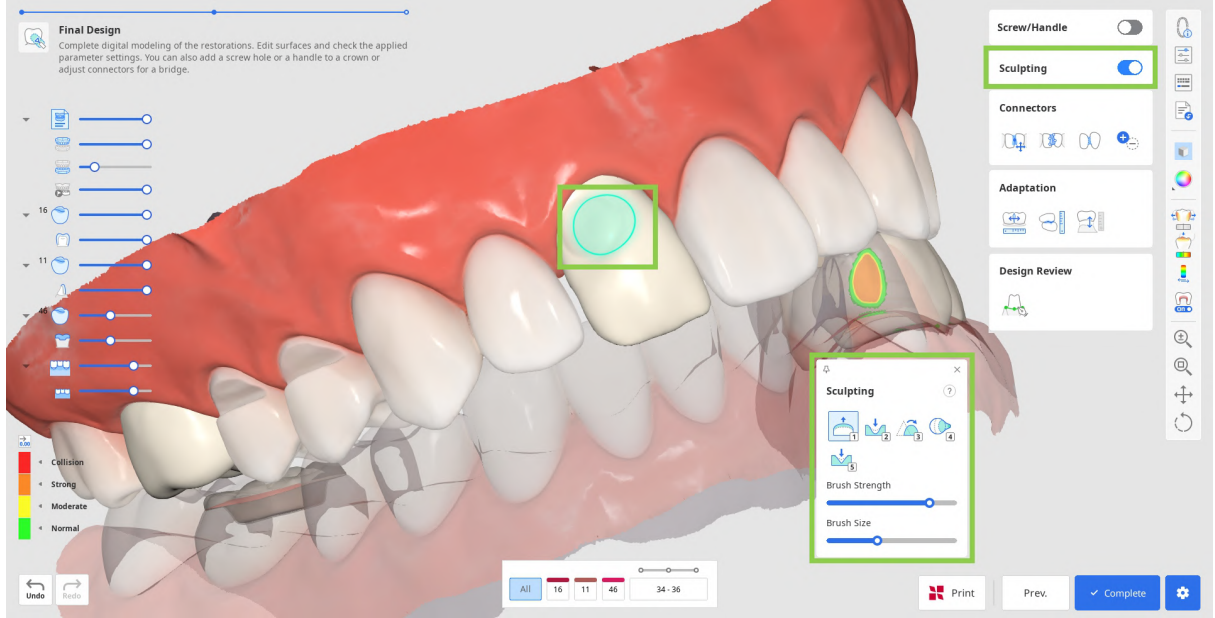 Final Design
Complete digital modeling of the restorations. Edit surfaces and check the applied
parameter settings. You can also add a screw hole or a handle to a crown or
adjust connectors for a bridge.
16
11
46
0.00
Collision
Strong
Moderate
Normal
Undo
Redo
All
16
11
46
34 - 36
Screw/Handle
Sculpting
Connectors
Adaptation
Design Review
ON
Sculpting
?
1
2
3
4
5
Brush Strength
Brush Size
Print
Prev.
Complete